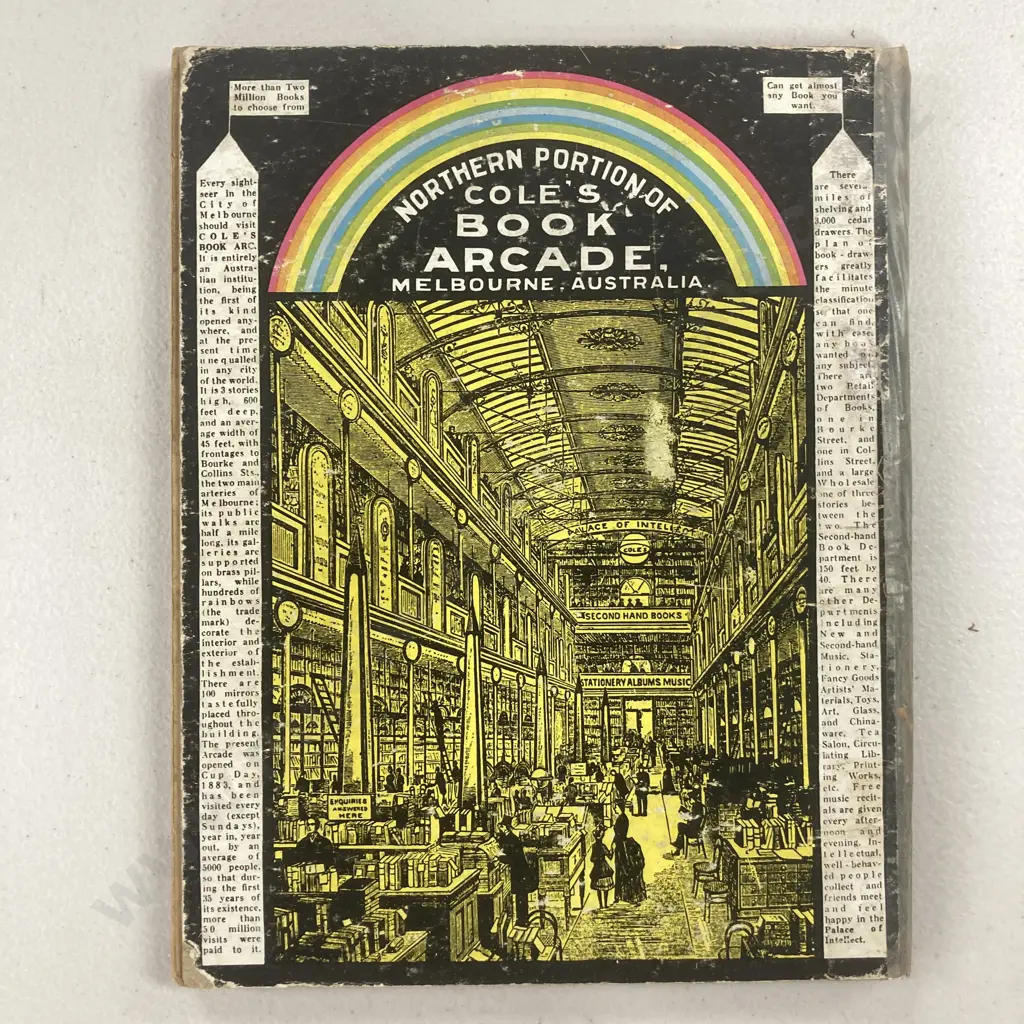 More than Two
Million Books
to choose from
Can get almost
any Book you
want.
NORTHERN PORTION OF
COLE'S
BOOK
ARCADE.
MELBOURNE. AUSTRALIA
Every sight-
seer in the
City of
Melbourne
should visit
COLE'S
BOOK ARC.
It is entirely
an Austra-
lian institu-
tion, being
the first of
its kind
opened any-
where, and
at the pre-
sent time
unequalled
in any city
of the world.
It is 3 stories
high, 600
feet deep,
and an aver-
age width of
45 feet, with
frontages to
Bourke and
Collins Sts.,
the two main
arteries of
Melbourne;
its public
walks are
half a mile
long, its gal-
leries are
supported
on brass pil-
lars, while
hundreds of
rainbows
(the trade
mark) de-
corate the
interior and
exterior of
the estab-
lishment.
There are
100 mirrors
tastefully
placed thro-
ughout the
building.
The present
Arcade was
opened on
Cup Day,
1883, and
has been
visited every
day (except
Sundays),
year in, year
out, by an
average of
5000 people,
so that dur-
ing the first
35 years of
its existence,
more than
50 million
visits were
paid to it.
PALACE OF INTELLE
COLES
SECOND HAND BOOKS
STATIONERY ALBUMS MUSIC
ENQUIRIES
ANSWERED
HERE
There
are several
miles of
shelving and
3,000 cedar
drawers. The
plan of
book-draw-
ers greatly
facilitates
the minute
classification
so that one
can find,
with ease,
any book
wanted on
any subject.
There are
two Retail
Departments
of Books,
one in
Bourke
Street, and
one in Col-
lins Street,
and a large
Wholesale
one of three
stories be-
tween the
two. The
Second-hand
Book De-
partment is
150 feet by
40. There
are many
other De-
partments
including
New and
Second-hand
Music, Sta-
tionery,
Fancy Goods
Artists' Ma-
terials, Toys,
Art, Glass,
and China-
ware, Tea
Salon, Circu-
lating Lib-
rary, Print-
ing Works,
etc. Free
music recit-
als are given
every after-
noon and
evening. In-
tellectual,
well-behav-
ed people
collect and
friends meet
and feel
happy in the
Palace of
Intellect.